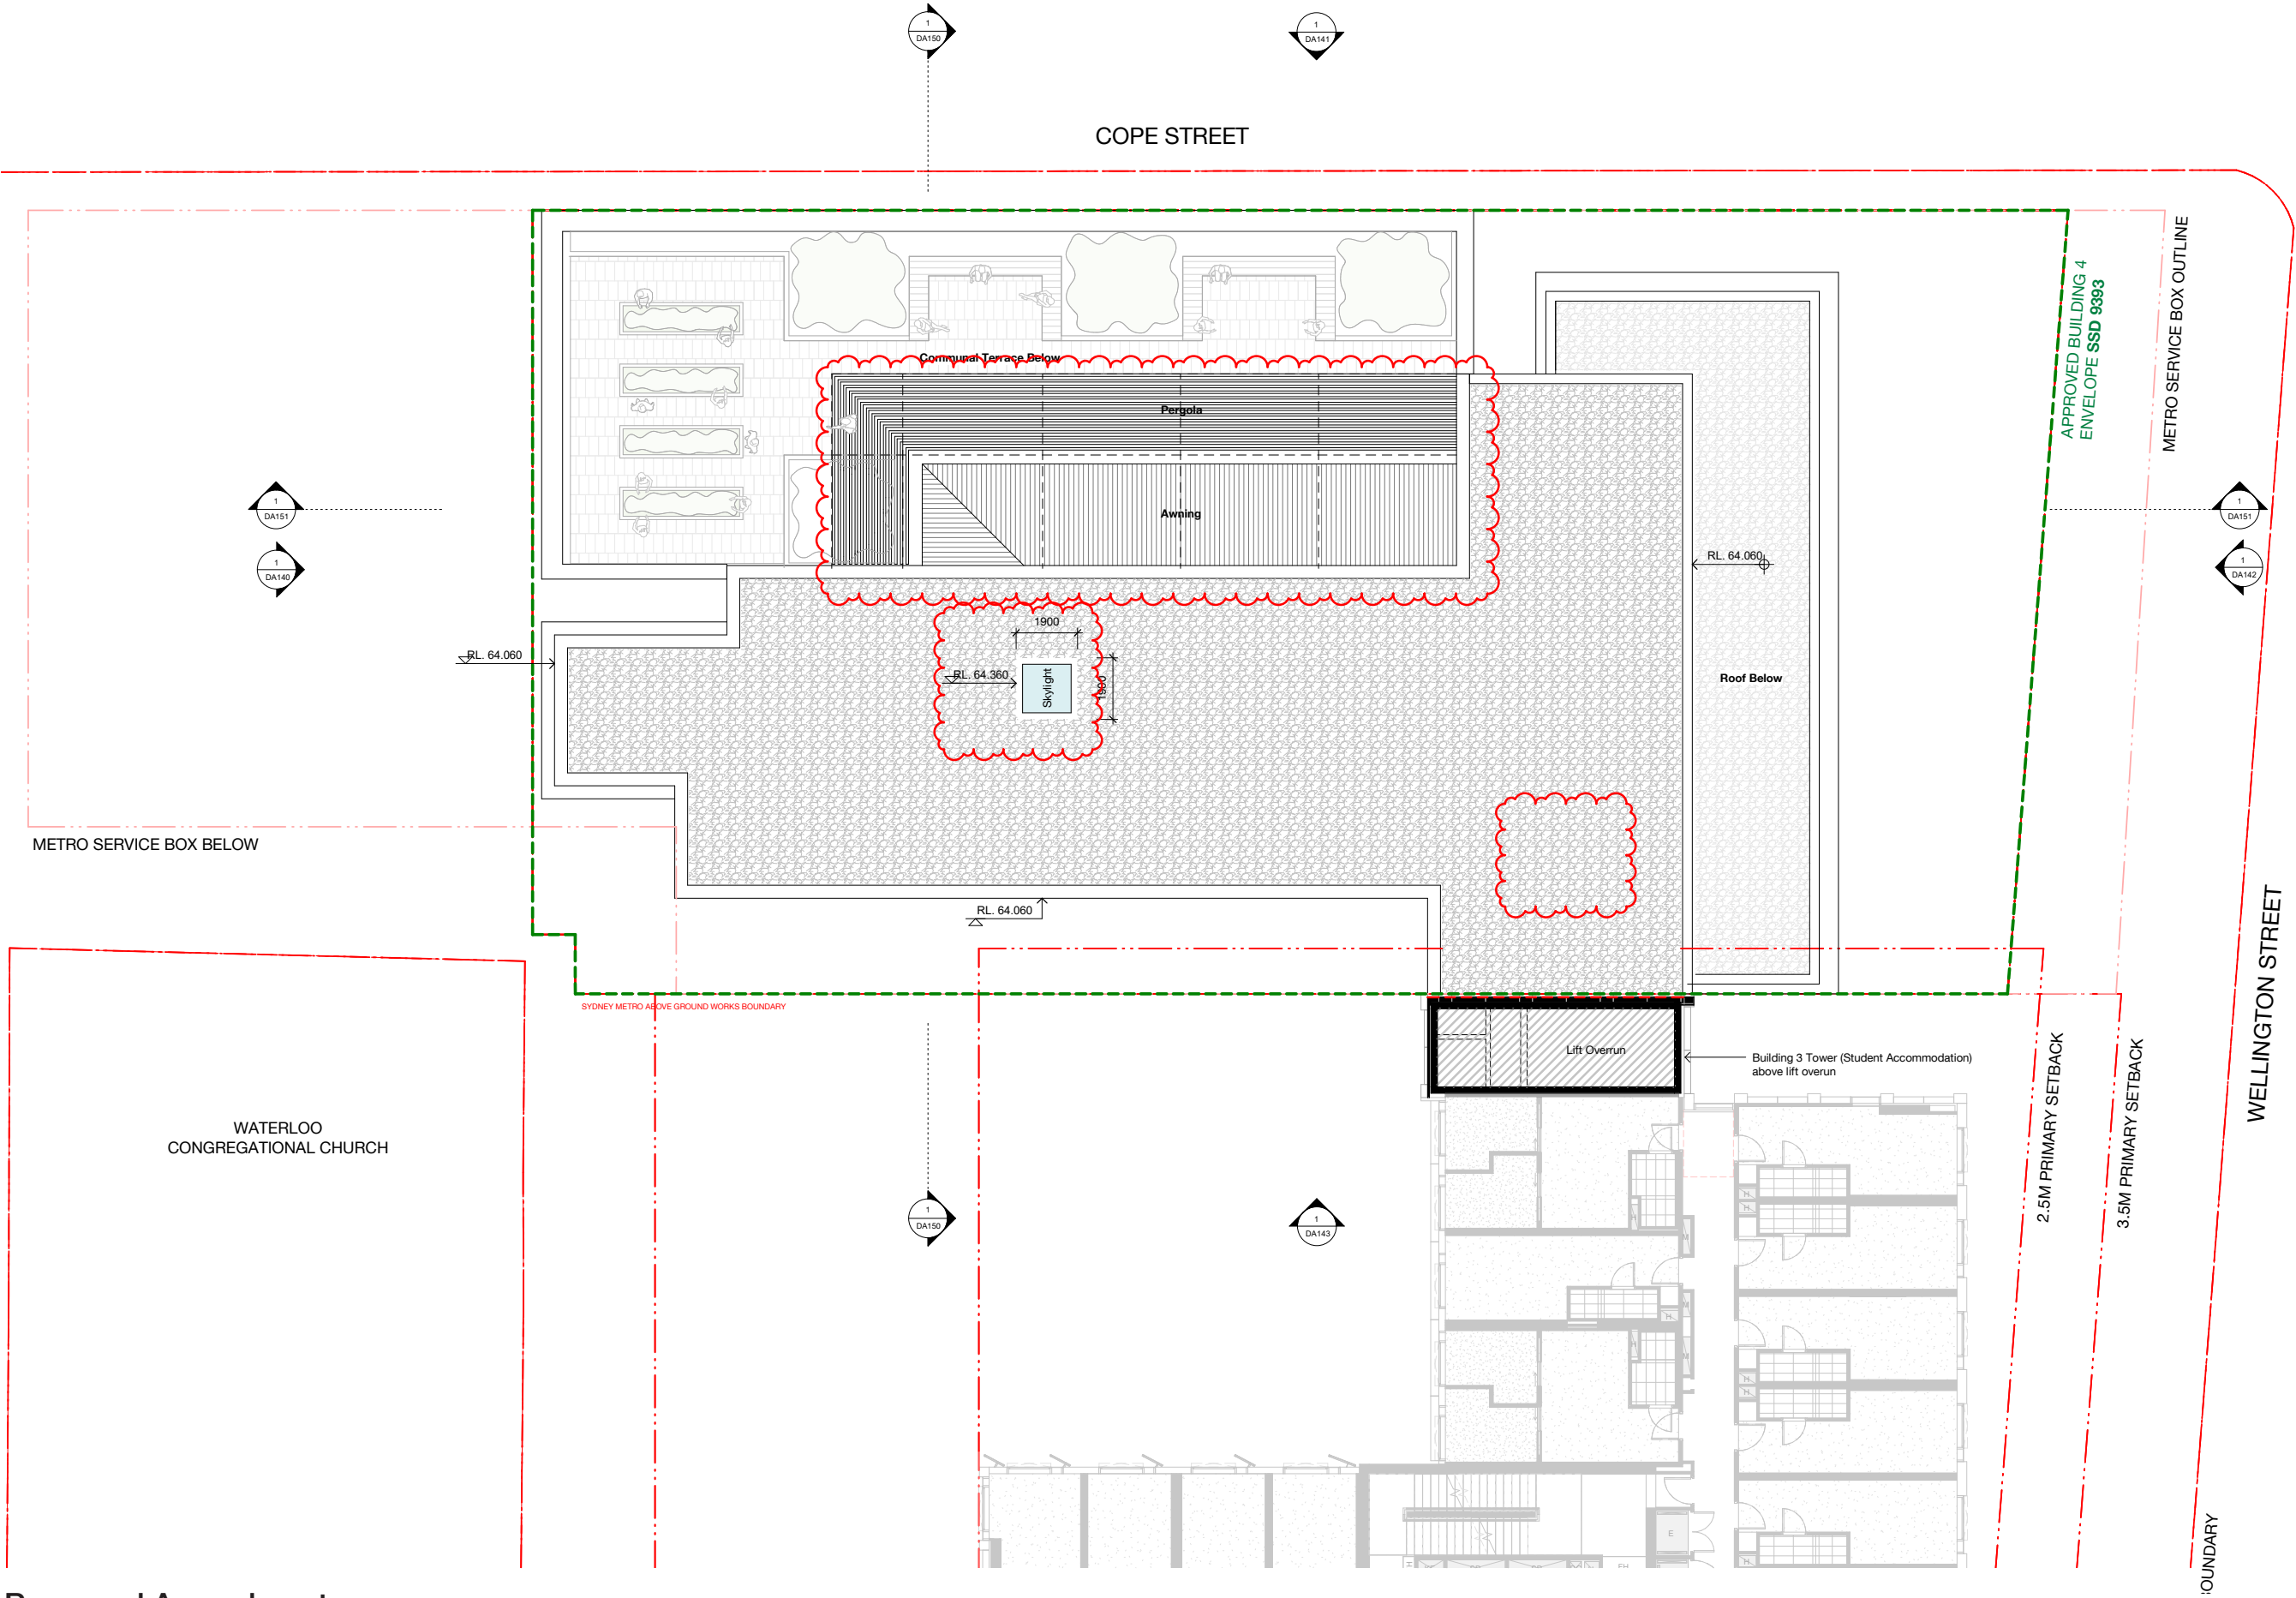 1
DA150
1
DA141
COPE STREET
APPROVED BUILDING 4
ENVELOPE SSD 9393
METRO SERVICE BOX OUTLINE
Communal Terrace Below
Pergola
Awning
1
DA151
1
DA151
1
DA140
1
DA142
RL. 64.060
1900
RL. 64.060
RL. 64.360
Skylight
1900
Roof Below
METRO SERVICE BOX BELOW
RL. 64.060
WELLINGTON STREET
SYDNEY METRO ABOVE GROUND WORKS BOUNDARY
Lift Overrun
Building 3 Tower (Student Accommodation)
above lift overun
2.5M PRIMARY SETBACK
3.5M PRIMARY SETBACK
WATERLOO
CONGREGATIONAL CHURCH
1
DA150
1
DA143
E